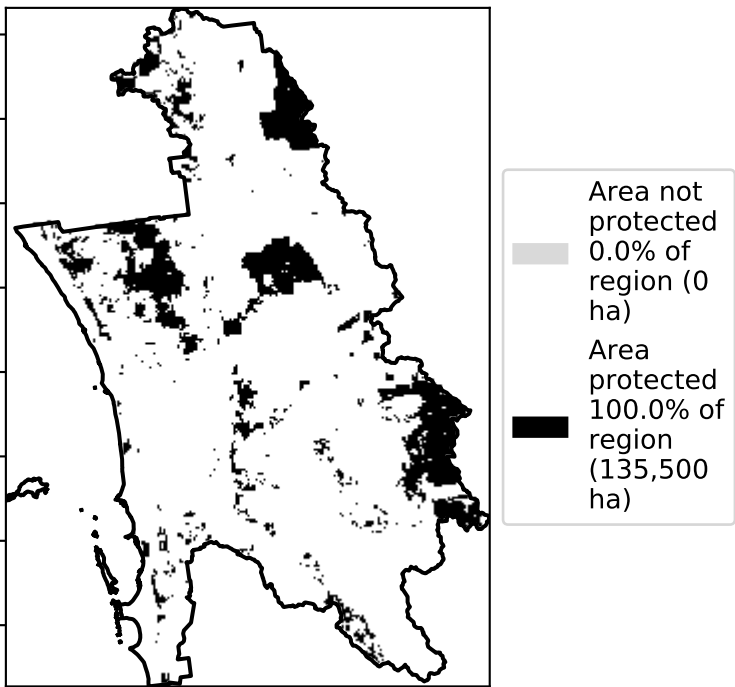 Area not
protected
0.0% of
region (0
ha)
Area
protected
100.0% of
region
(135,500
ha)